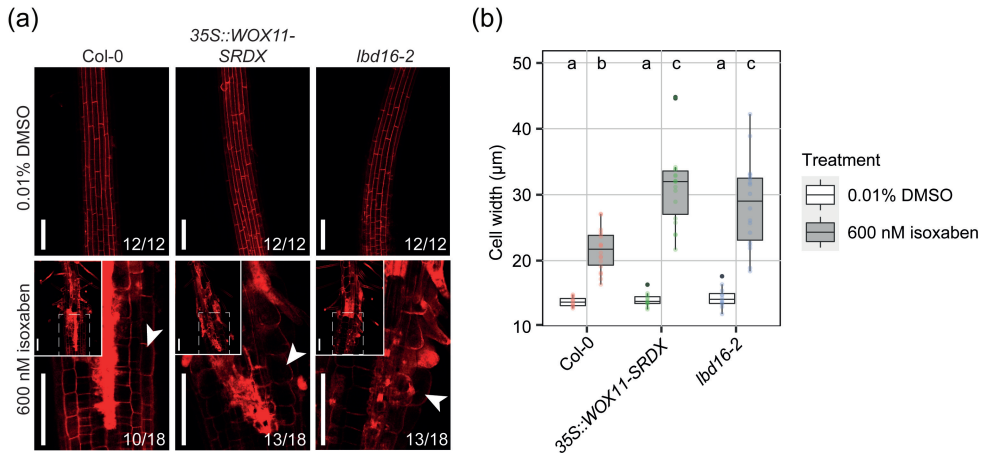 (a)
Col-0
35S::WOX11-
SRDX
lbd16-2
0.01% DMSO
12/12
12/12
12/12
600 nM isoxaben
10/18
13/18
13/18
(b)
Cell width (µm)
50
40
30
20
10
a
b
a
c
a
c
Col-0
35S::WOX11-SRDX
lbd16-2
Treatment
0.01% DMSO
600 nM isoxaben